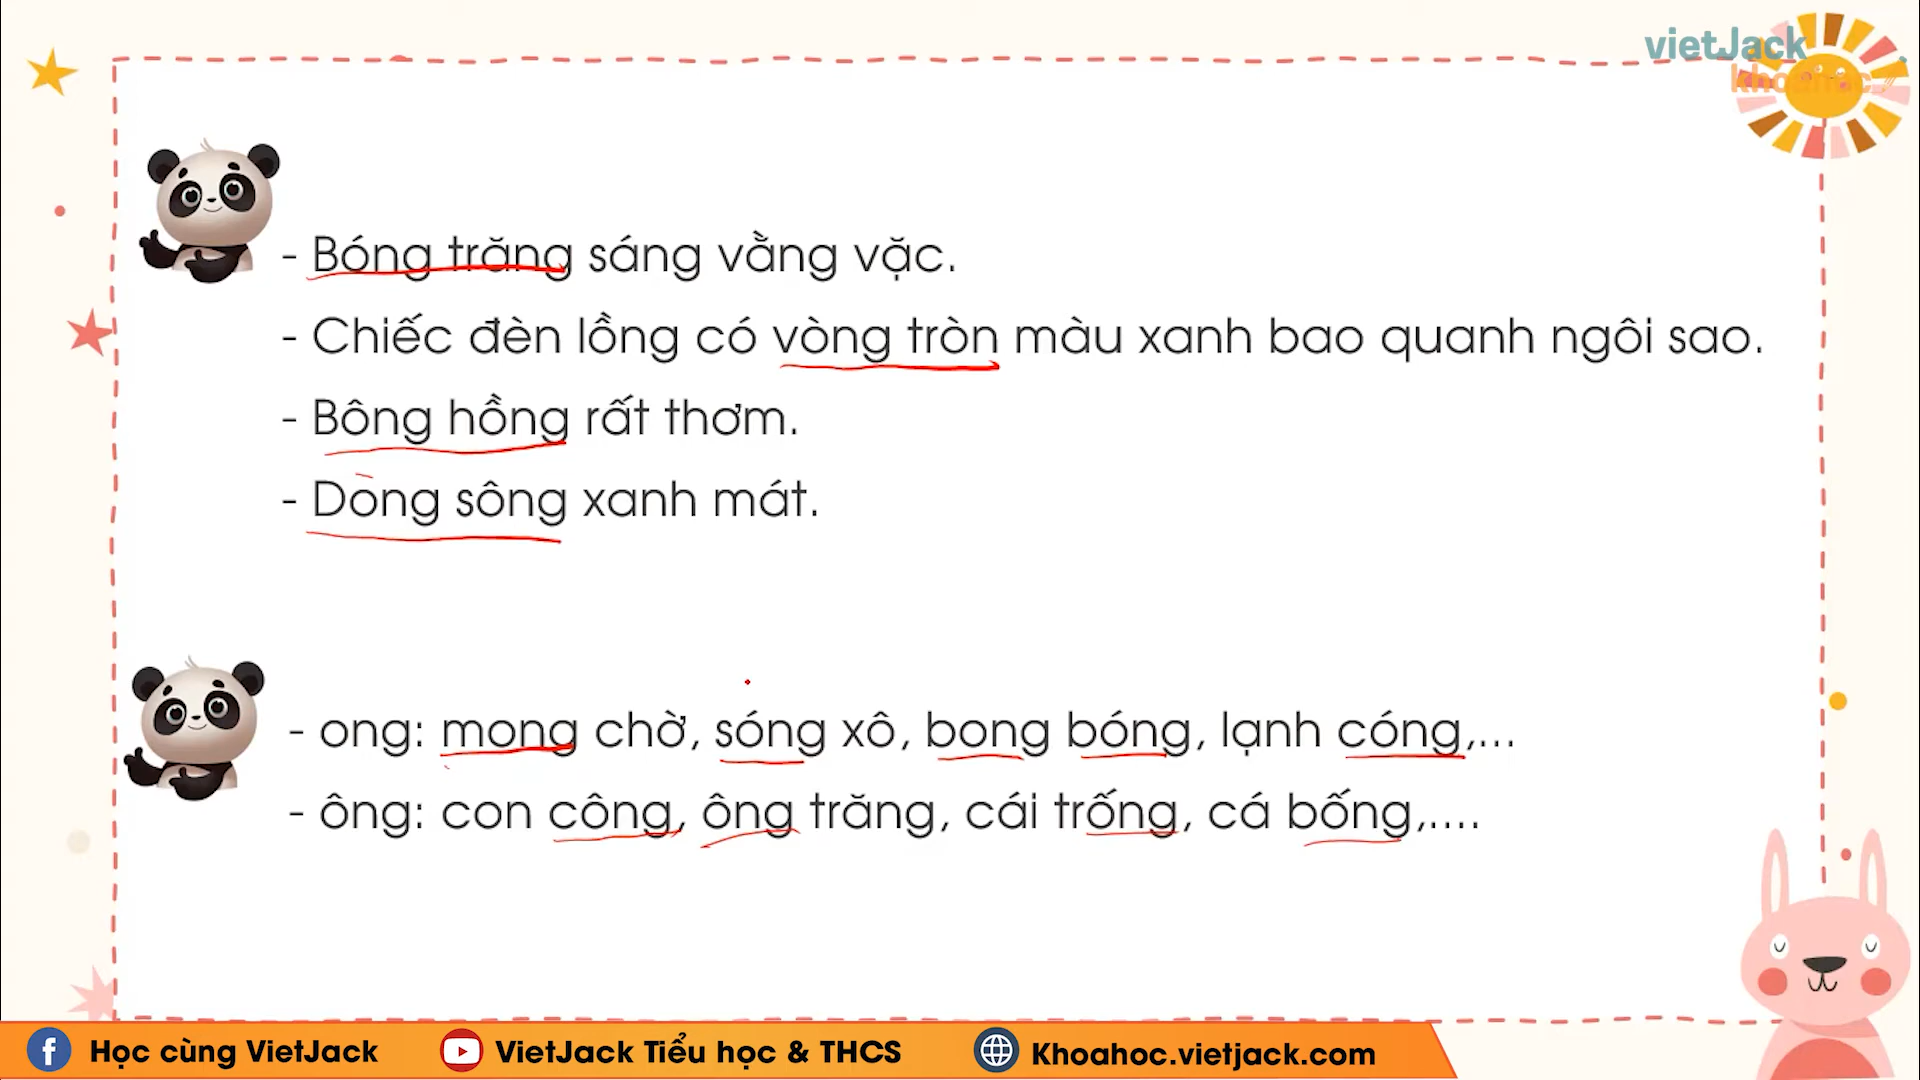 vietJack
khoahoc
- Bóng trăng sáng vằng vặc.
- Chiếc đèn lồng có vòng tròn màu xanh bao quanh ngôi sao.
- Bông hồng rất thơm.
- Dòng sông xanh mát.
- ong: mong chờ, sóng xô, bong bóng, lạnh cóng,...
- ông: con công, ông trăng, cái trống, cá bống,....
Học cùng VietJack
VietJack Tiểu học & THCS
Khoahoc.vietjack.com